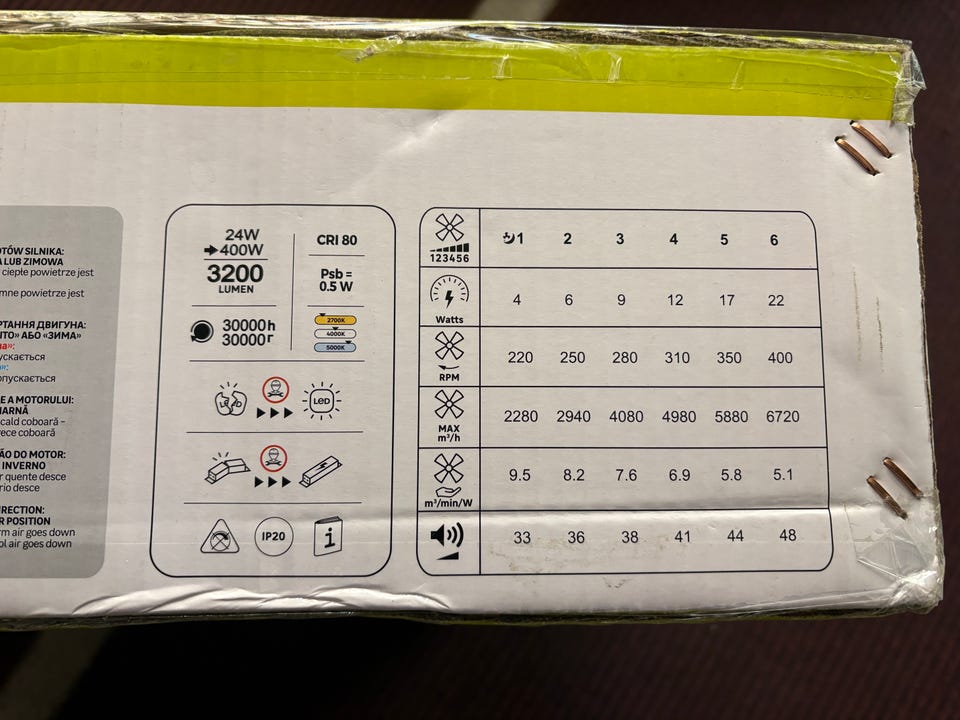 OTÓW SILNIKA:
LUB ZIMOWA
ciepłe powietrze jest
mne powietrze jest
РТАННЯ ДВИГУНА:
ІТО» АБО «ЗИМА»
ускається
опускається
E A MOTORULUI:
ARNĂ
cald coboară –
rece coboară
ÃO DO MOTOR:
INVERNO
r quente desce
rio desce
IRECTION:
R POSITION
rm air goes down
ol air goes down
24W
400W
3200
LUMEN
CRI 80
Psb =
0.5 W
30000h
30000г
2700K
4000K
5000K
LED
IP20
i
123456
1 2 3 4 5 6
Watts
4 6 9 12 17 22
RPM
220 250 280 310 350 400
MAX
m³/h
2280 2940 4080 4980 5880 6720
m³/min/W
9.5 8.2 7.6 6.9 5.8 5.1
33 36 38 41 44 48